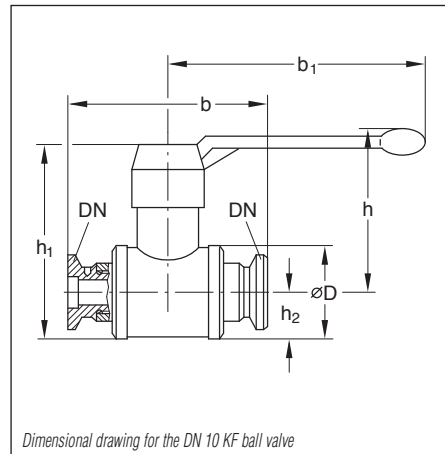 b₁
b
DN
DN
h₁
h
⌀D
h₂
Dimensional drawing for the DN 10 KF ball valve